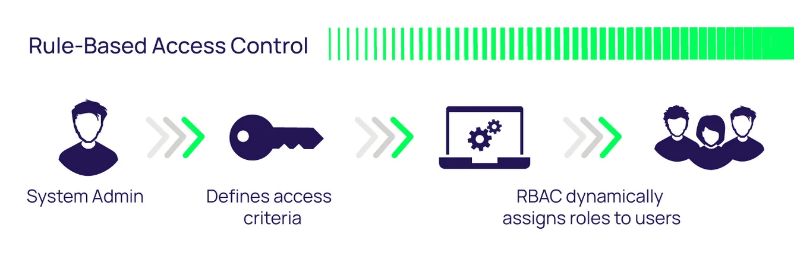 Rule-Based Access Control
System Admin
Defines access
criteria
RBAC dynamically
assigns roles to users